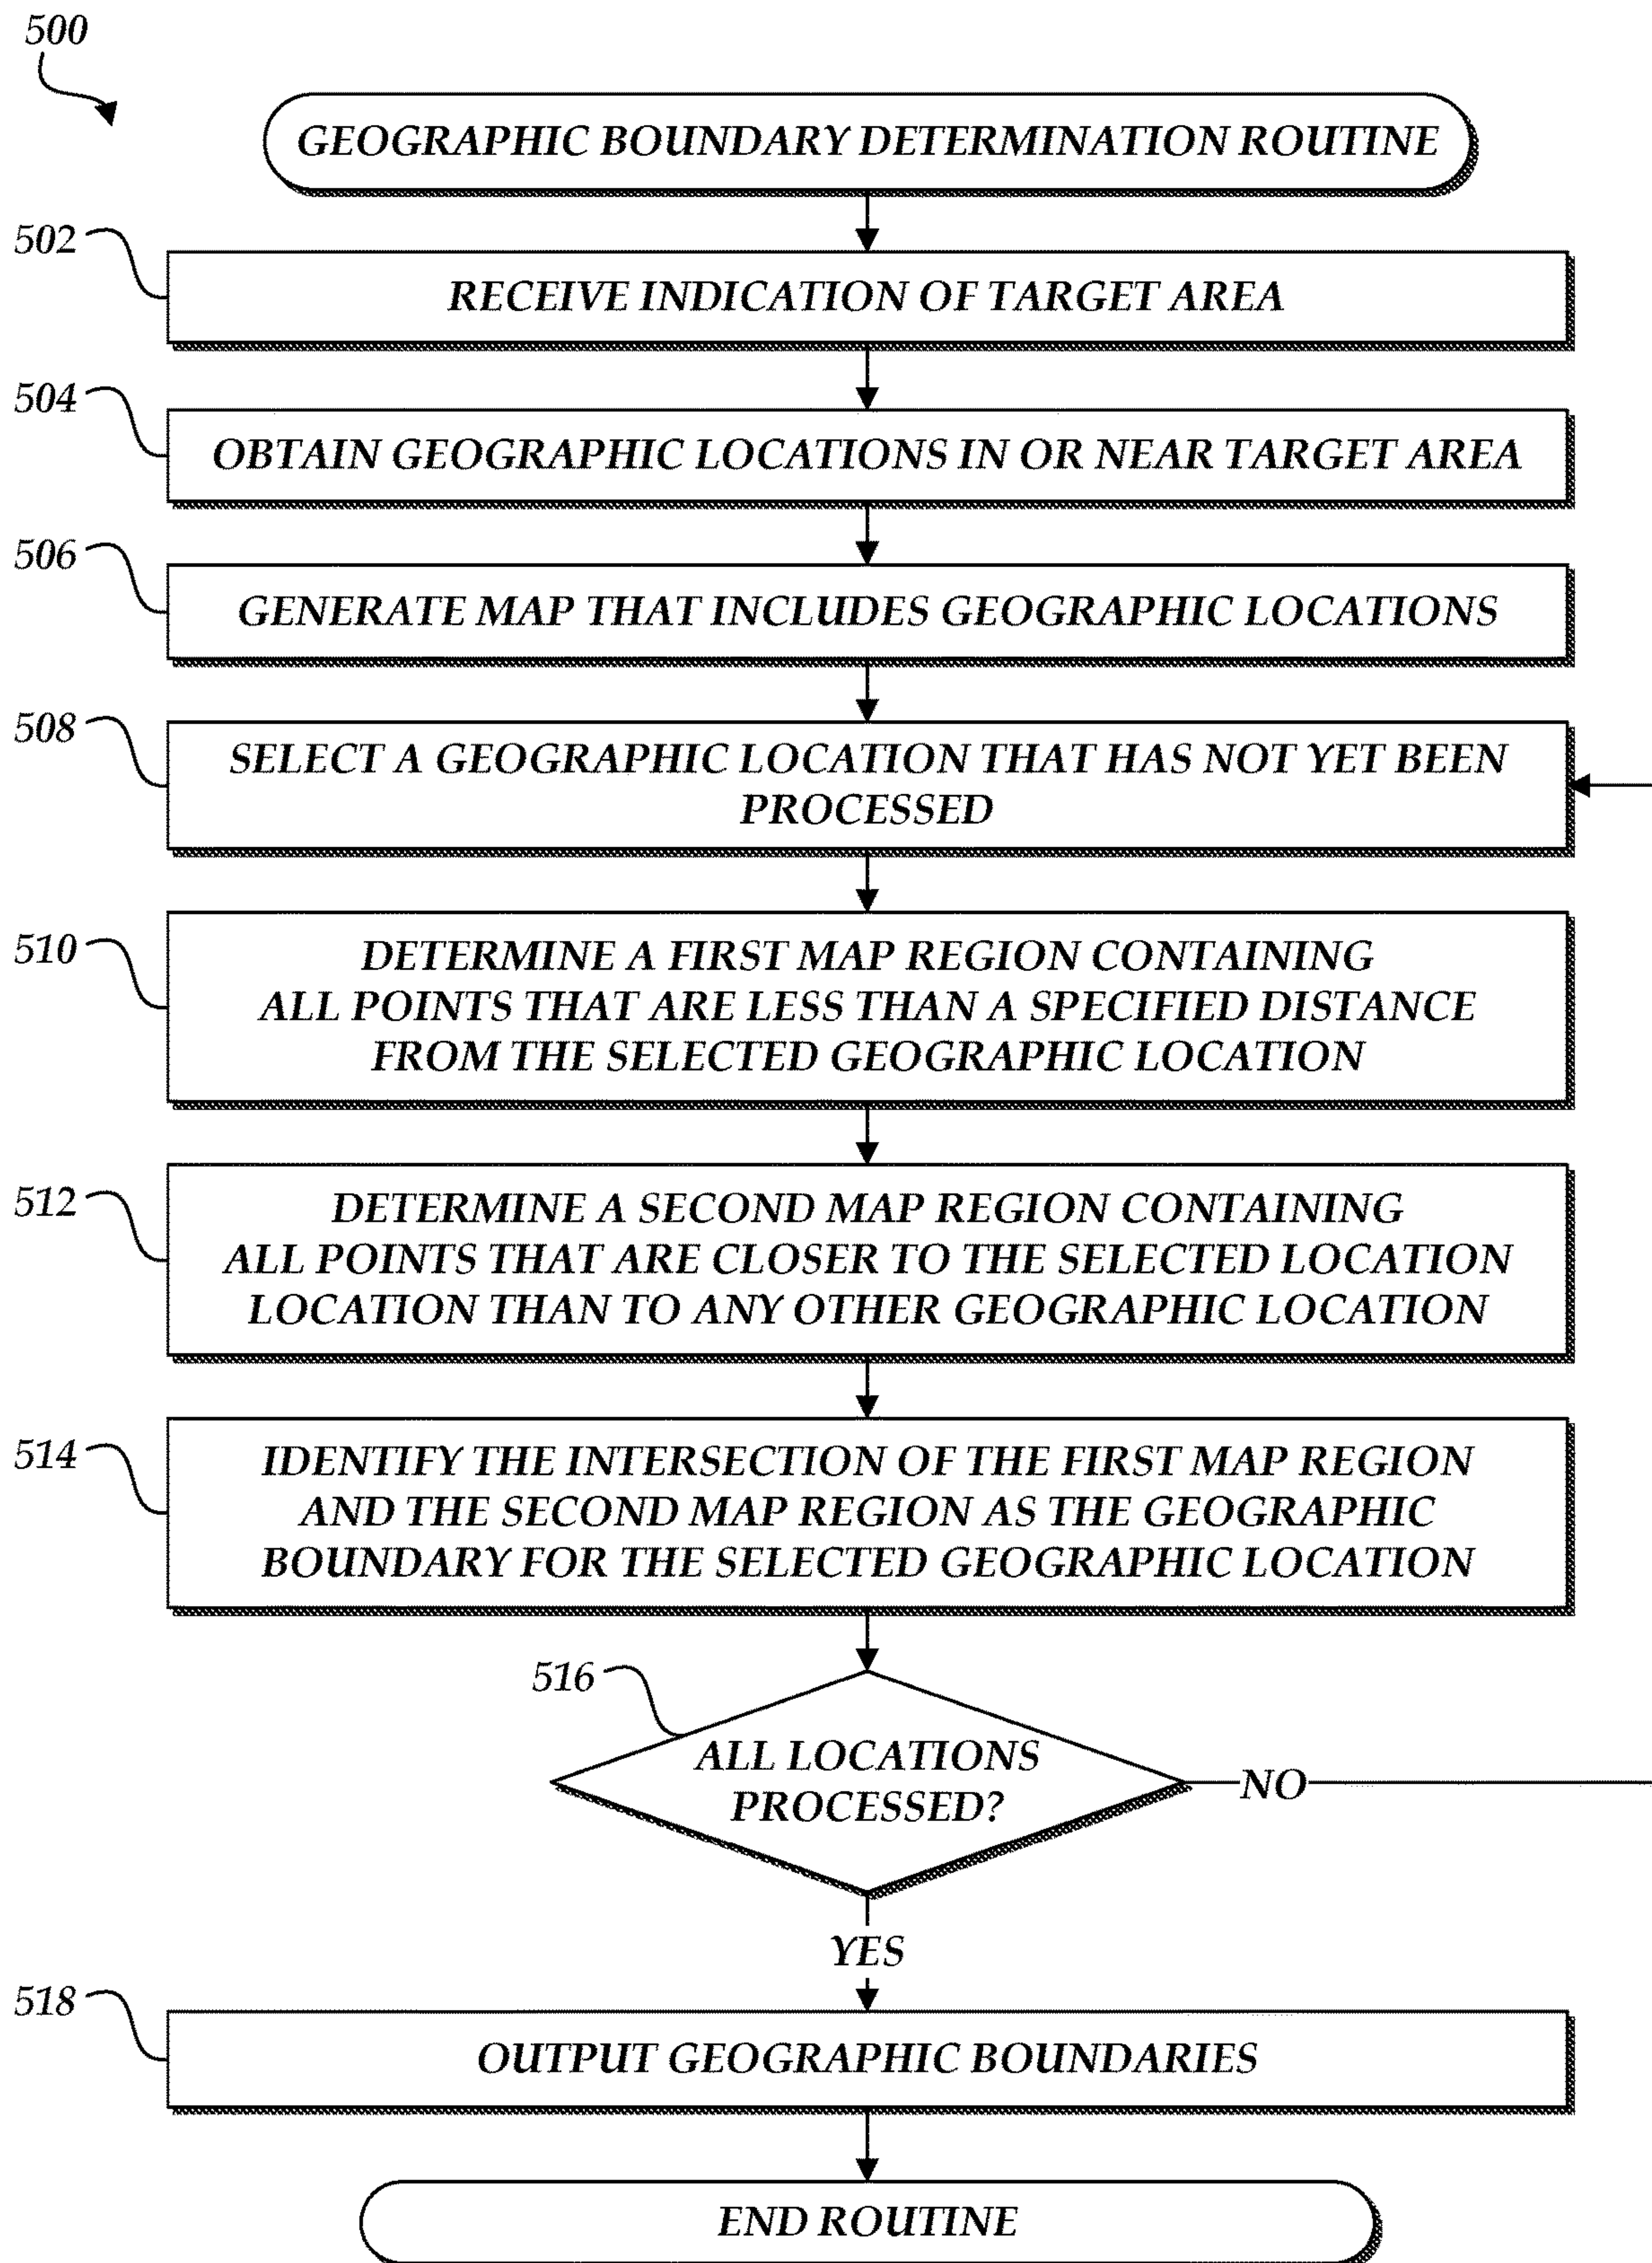 500
GEOGRAPHIC BOUNDARY DETERMINATION ROUTINE
502
RECEIVE INDICATION OF TARGET AREA
504
OBTAIN GEOGRAPHIC LOCATIONS IN OR NEAR TARGET AREA
506
GENERATE MAP THAT INCLUDES GEOGRAPHIC LOCATIONS
508
SELECT A GEOGRAPHIC LOCATION THAT HAS NOT YET BEEN
PROCESSED
510
DETERMINE A FIRST MAP REGION CONTAINING
ALL POINTS THAT ARE LESS THAN A SPECIFIED DISTANCE
FROM THE SELECTED GEOGRAPHIC LOCATION
512
DETERMINE A SECOND MAP REGION CONTAINING
ALL POINTS THAT ARE CLOSER TO THE SELECTED LOCATION
LOCATION THAN TO ANY OTHER GEOGRAPHIC LOCATION
514
IDENTIFY THE INTERSECTION OF THE FIRST MAP REGION
AND THE SECOND MAP REGION AS THE GEOGRAPHIC
BOUNDARY FOR THE SELECTED GEOGRAPHIC LOCATION
516
ALL LOCATIONS
PROCESSED?
NO
YES
518
OUTPUT GEOGRAPHIC BOUNDARIES
END ROUTINE